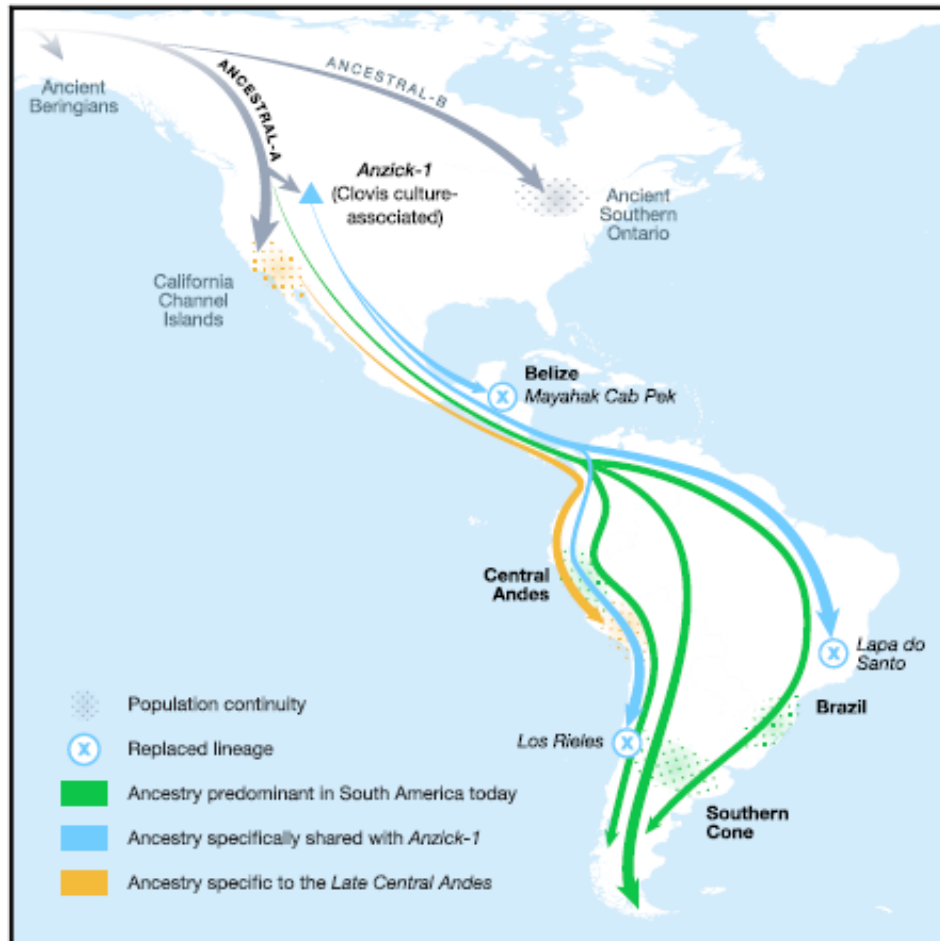 Ancient
Beringians
ANCESTRAL-A
ANCESTRAL-B
Anzick-1
(Clovis culture-
associated)
Ancient
Southern
Ontario
California
Channel
Islands
Belize
Mayahak Cab Pek
Central
Andes
Lapa do
Santo
Brazil
Los Rieles
Southern
Cone
Population continuity
X
Replaced lineage
Ancestry predominant in South America today
Ancestry specifically shared with Anzick-1
Ancestry specific to the Late Central Andes
X
X
X